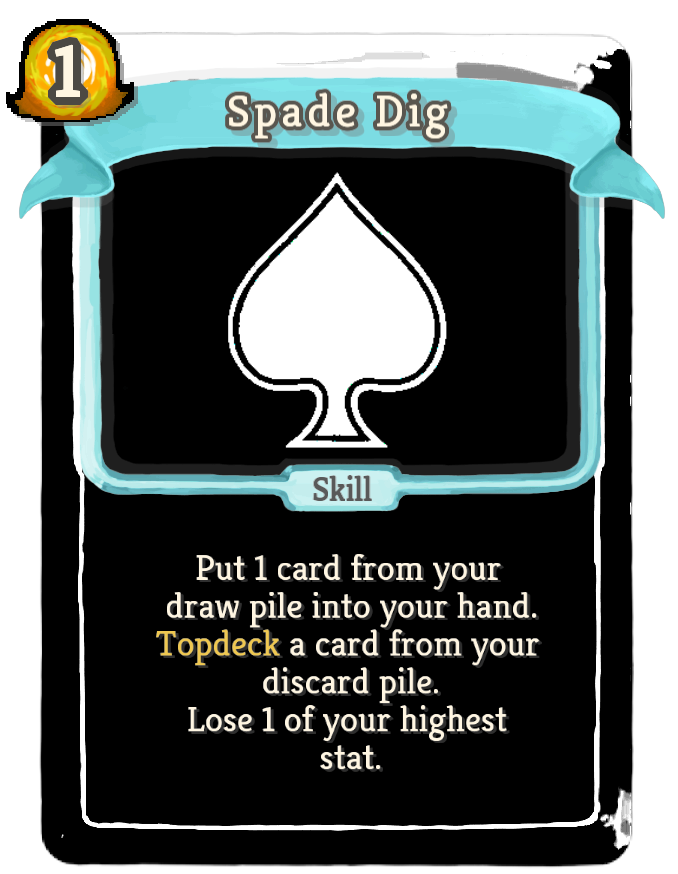 1
Spade Dig
Skill
Put 1 card from your
draw pile into your hand.
Topdeck a card from your
discard pile.
Lose 1 of your highest
stat.